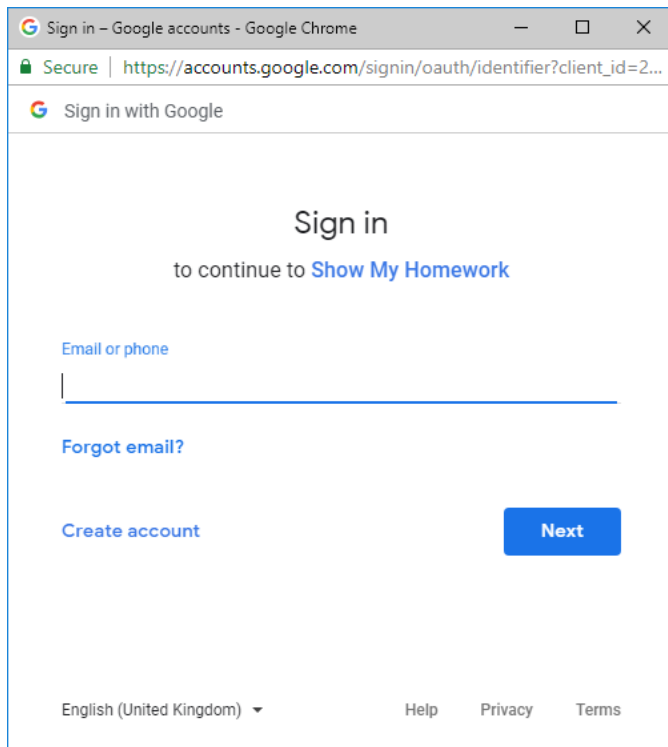 Sign in – Google accounts - Google Chrome
Secure | https://accounts.google.com/signin/oauth/identifier?client_id=2...
Sign in with Google
Sign in
to continue to Show My Homework
Email or phone
Forgot email?
Create account Next
English (United Kingdom) Help Privacy Terms